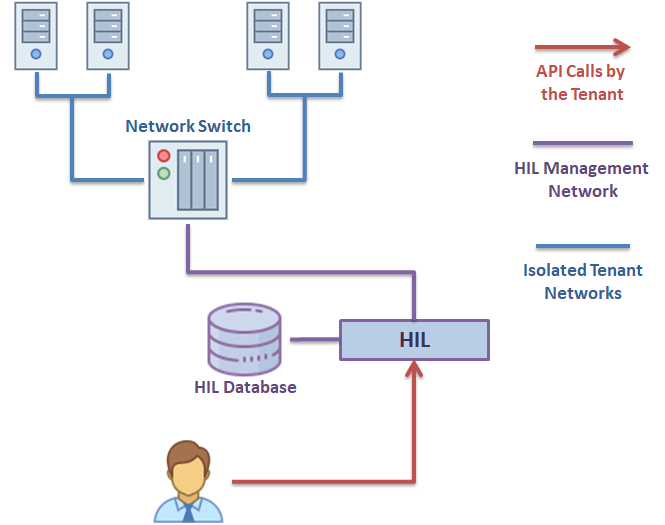 Network Switch
API Calls by
the Tenant
HIL Management
Network
Isolated Tenant
Networks
HIL
HIL Database